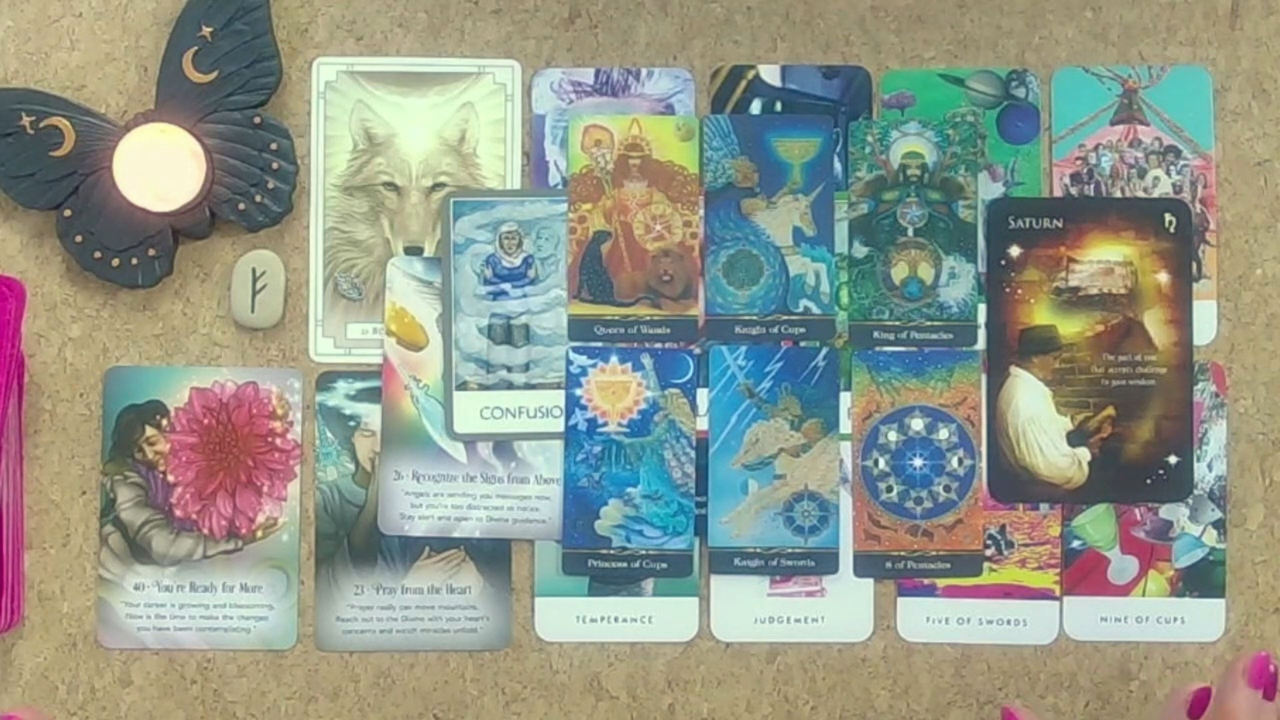 SATURN
The part of you
that accepts challenge
to gain wisdom.
Queen of Wands
Knight of Cups
King of Pentacles
CONFUSIO
26 · Recognize the Signs from Above
"Angels are sending you messages now,
but you're too distracted to notice.
Stay alert and open to Divine guidance."
Princess of Cups
Knight of Swords
8 of Pentacles
40 · You're Ready for More
"Your career is growing and blossoming.
Now is the time to make the changes
you have been contemplating."
23 · Pray from the Heart
"Prayer really can move mountains.
Reach out to the Divine with your heart's
concerns and watch miracles unfold."
TEMPERANCE
JUDGEMENT
FIVE OF SWORDS
NINE OF CUPS